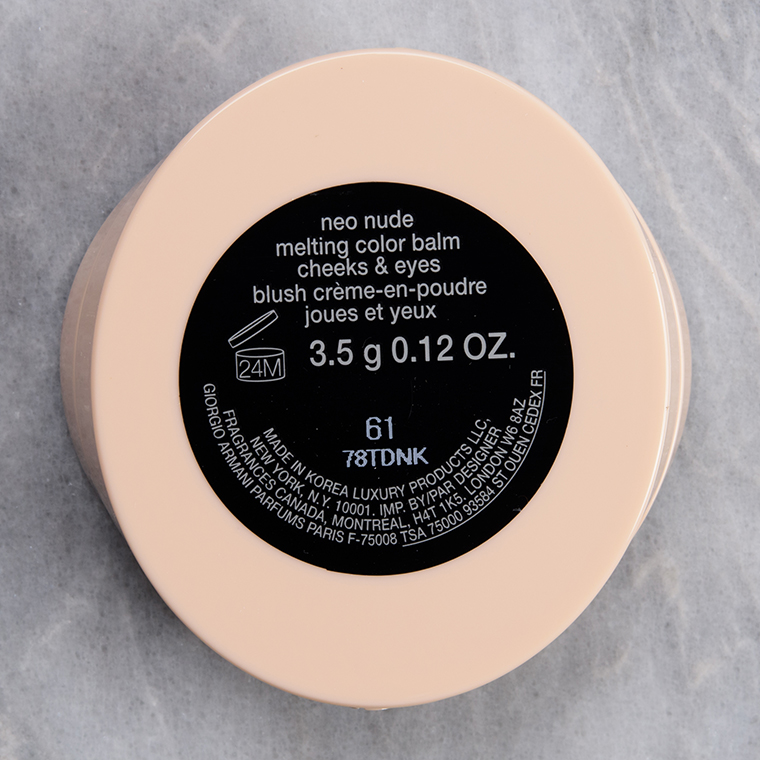 neo nude
melting color balm
cheeks & eyes
blush crème-en-poudre
joues et yeux
24M
3.5 g 0.12 OZ.
61
78TDNK
MADE IN KOREA LUXURY PRODUCTS LLC,
NEW YORK, N.Y. 10001. IMP. BY/PAR DESIGNER
FRAGRANCES CANADA, MONTREAL, H4T 1K5. LONDON W6 8AZ
GIORGIO ARMANI PARFUMS PARIS F-75008 TSA 75000 93584 ST OUEN CEDEX FR